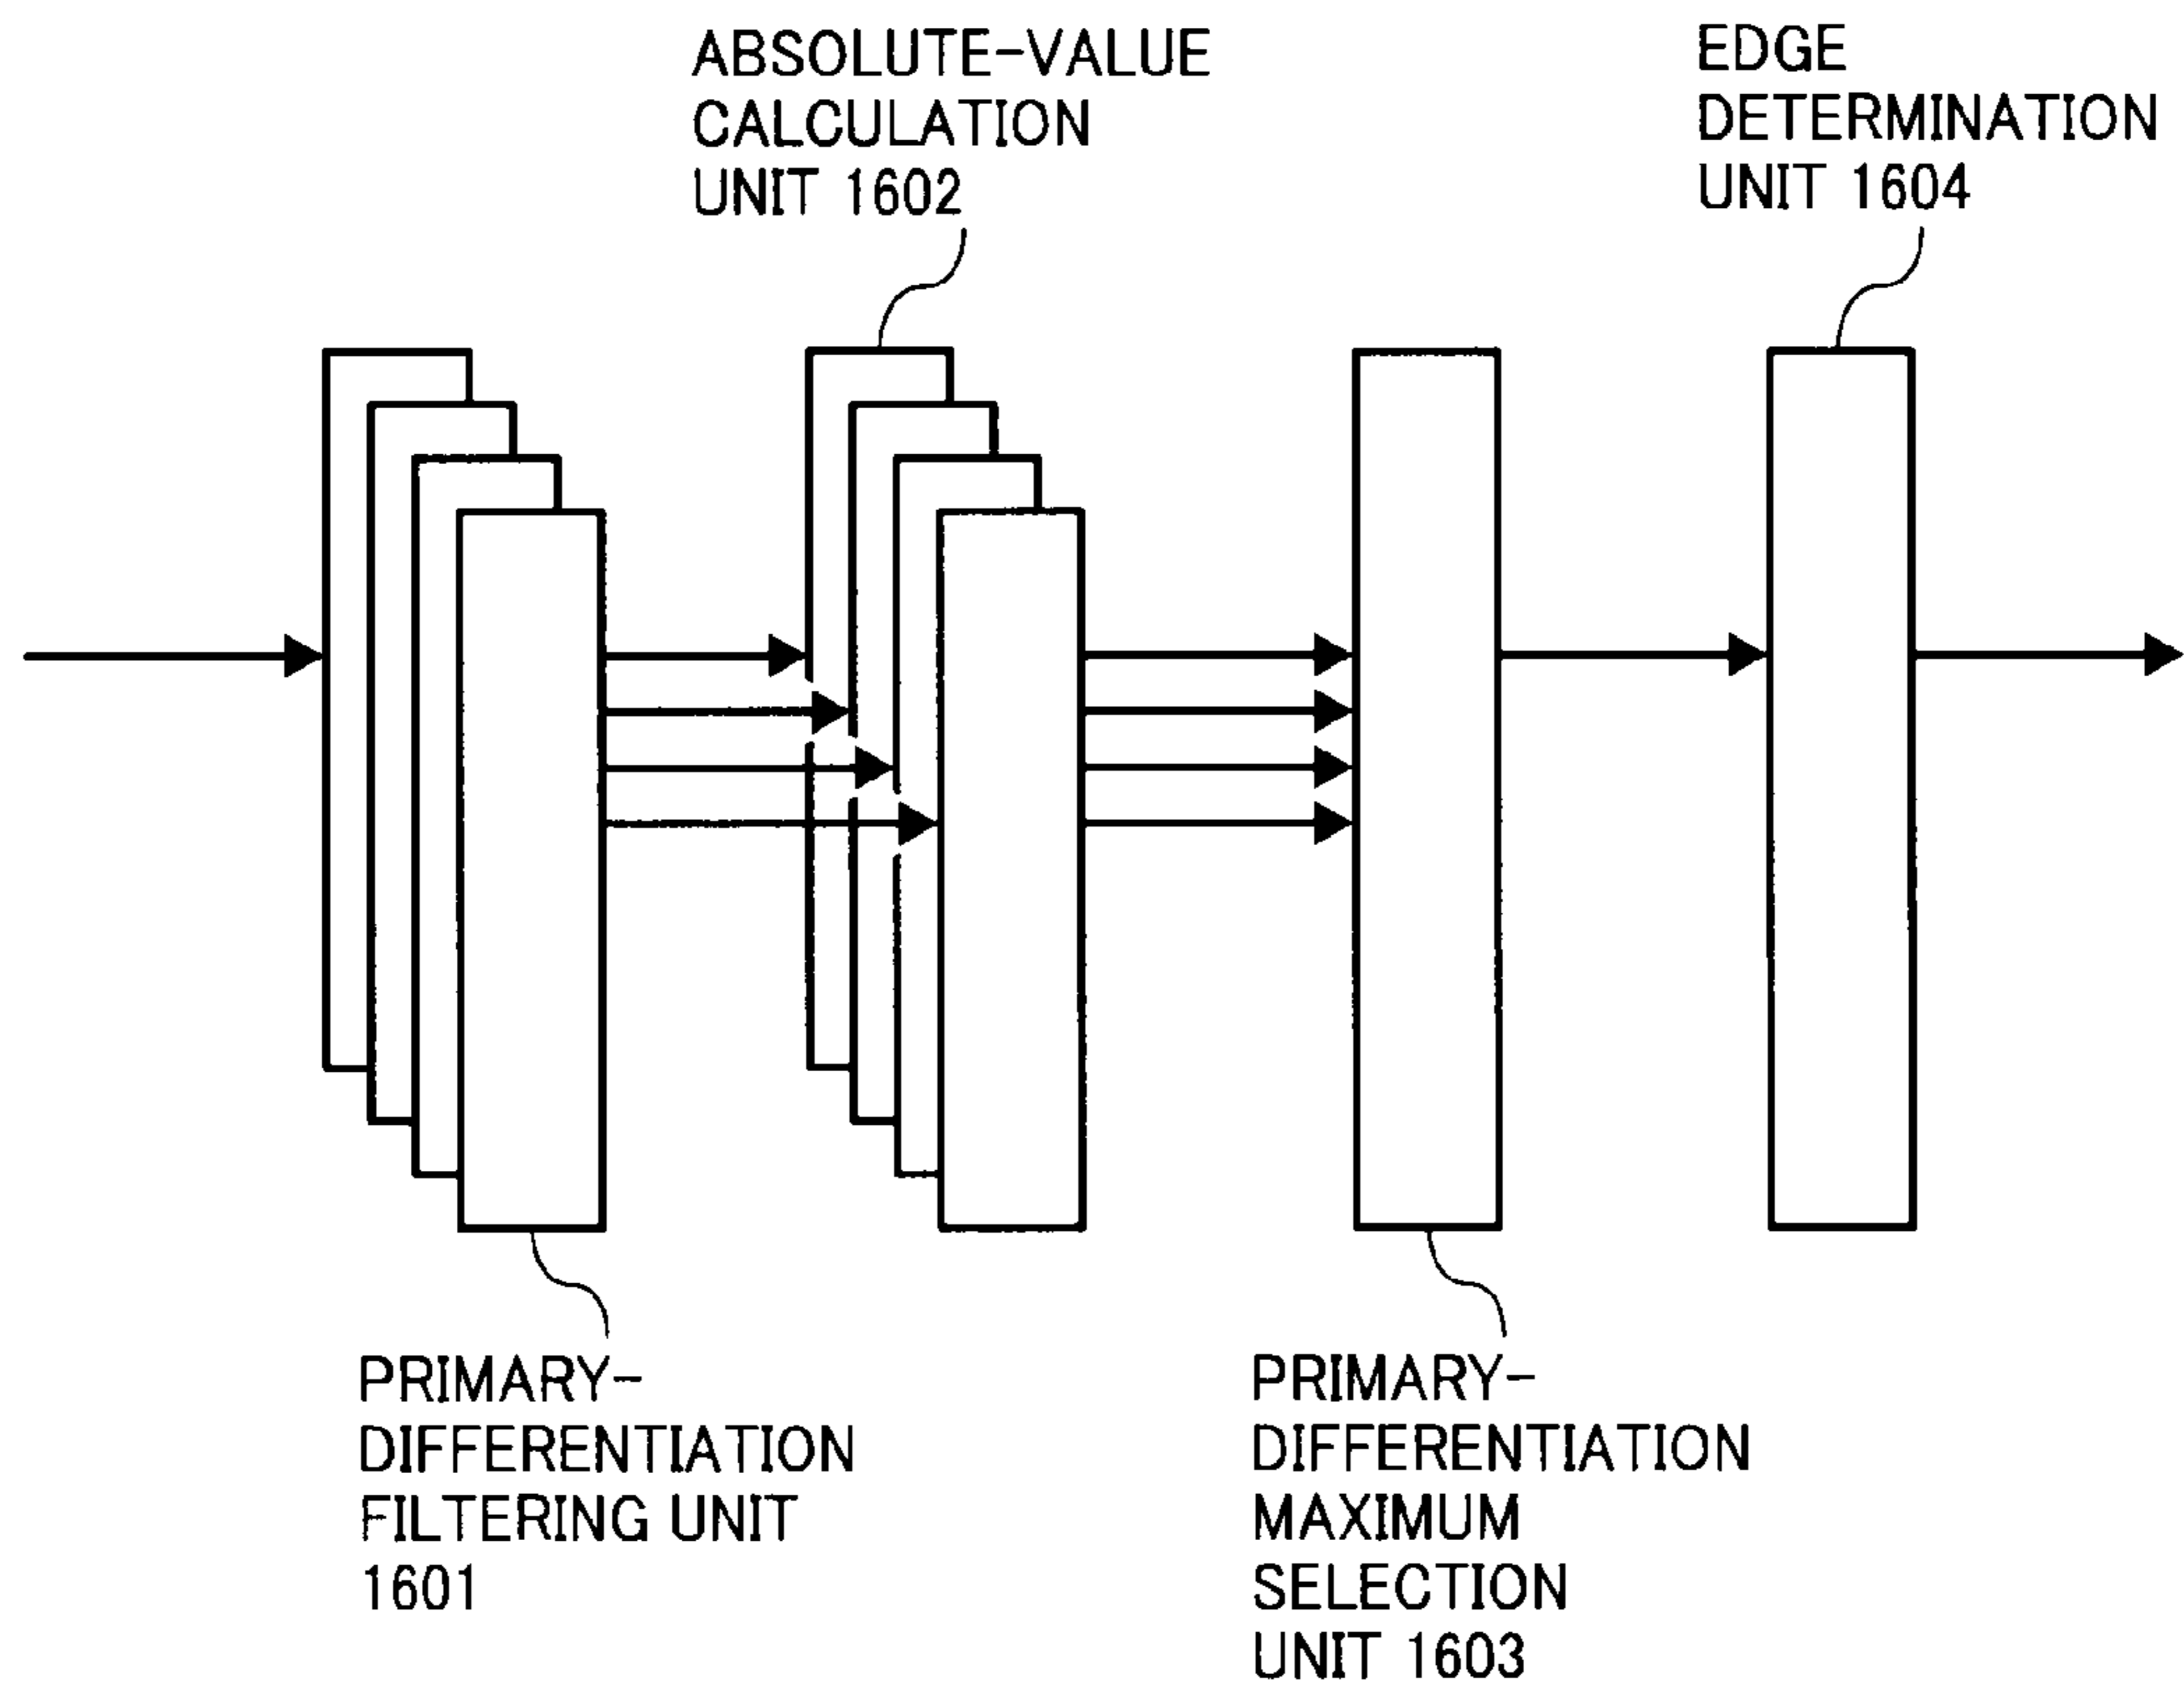 ABSOLUTE-VALUE
CALCULATION
UNIT 1602
EDGE
DETERMINATION
UNIT 1604
PRIMARY-
DIFFERENTIATION
FILTERING UNIT
1601
PRIMARY-
DIFFERENTIATION
MAXIMUM
SELECTION
UNIT 1603